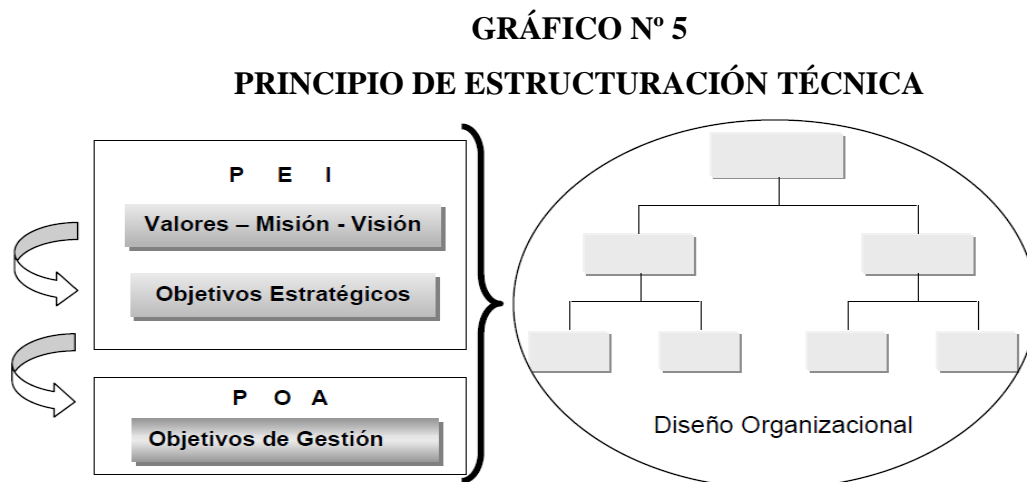 GRÁFICO Nº 5
PRINCIPIO DE ESTRUCTURACIÓN TÉCNICA
P E I
Valores – Misión - Visión
Objetivos Estratégicos
P O A
Objetivos de Gestión
Diseño Organizacional